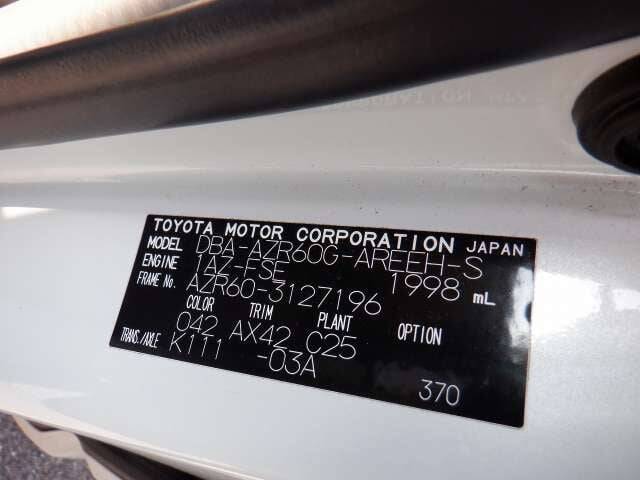 TOYOTA MOTOR CORPORATION JAPAN
MODEL DBA-AZR60G-AREEH-S
ENGINE 1AZ-FSE 1998 mL
FRAME No. AZR60-3127196
COLOR TRIM PLANT OPTION
042 AX42 C25
TRANS./AXLE K111 -03A
370